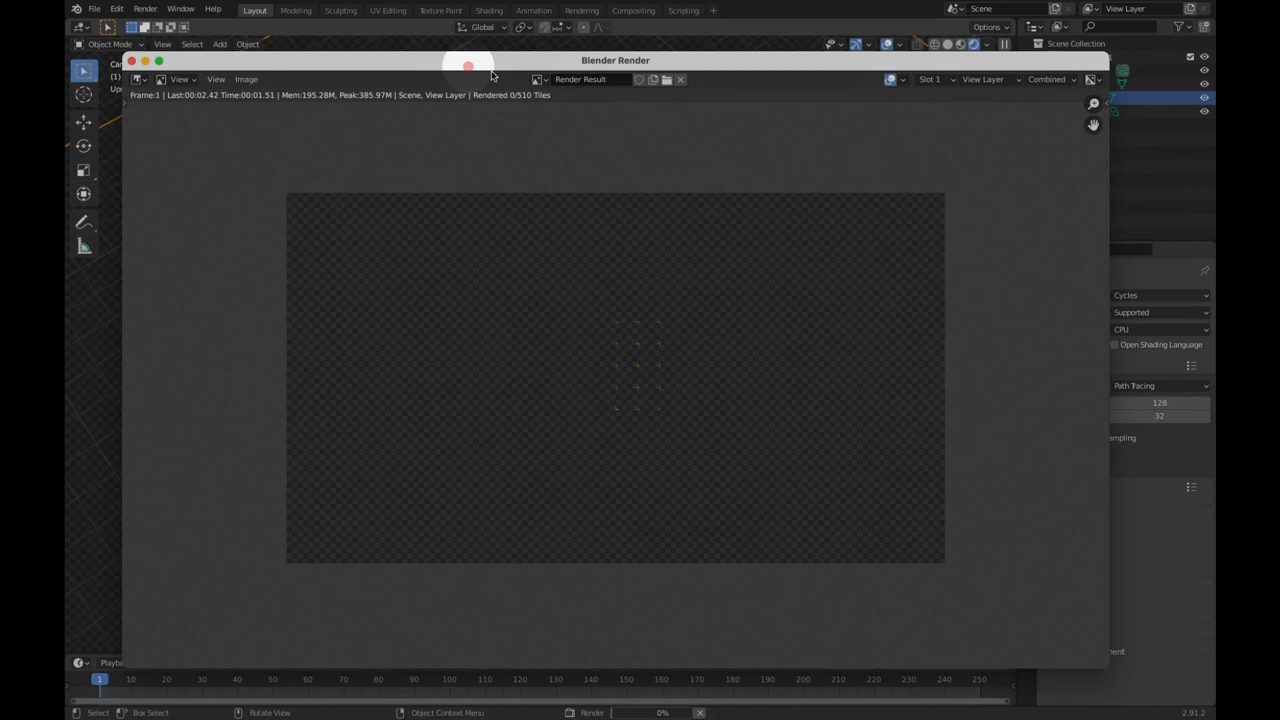 File Edit Render Window Help Layout Modeling Sculpting UV Editing Texture Paint Shading Animation Rendering Compositing Scripting + Scene View Layer
Global Options
Object Mode View Select Add Object Scene Collection
Blender Render
View View Image Render Result Slot 1 View Layer Combined
Frame:1 | Last:00:02.42 Time:00:01.51 | Mem:195.28M, Peak:385.97M | Scene, View Layer | Rendered 0/510 Tiles
(1)
Cycles
Supported
CPU
Open Shading Language
Path Tracing
128
32
Playba
1 10 20 30 40 50 60 70 80 90 100 110 120 130 140 150 160 170 180 190 200 210 220 230 240 250
Select Box Select Rotate View Object Context Menu Render 0% 2.91.2